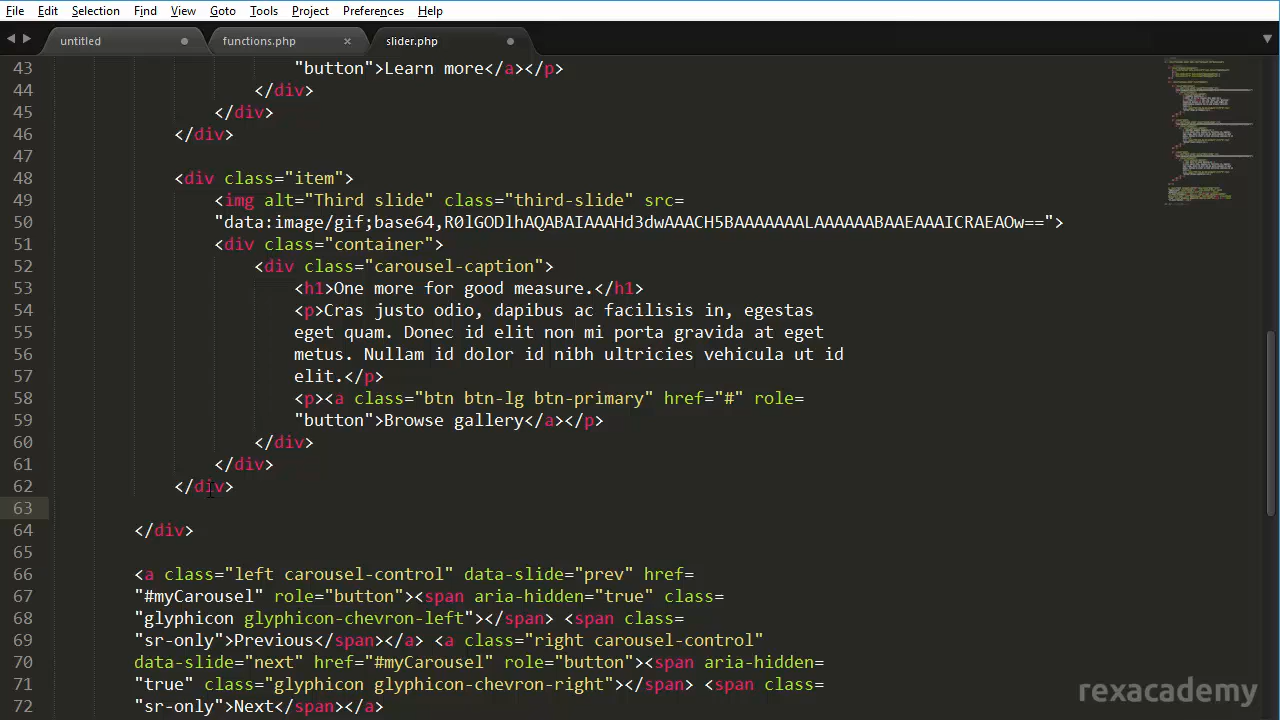 File Edit Selection Find View Goto Tools Project Preferences Help
untitled functions.php slider.php
43 "button">Learn more</a></p>
44 </div>
45 </div>
46 </div>
47
48 <div class="item">
49 <img alt="Third slide" class="third-slide" src=
50 "data:image/gif;base64,R0lGODlhAQABAIAAAHd3dwAAACH5BAAAAAAALAAAAAABAAEAAAICRAEAOw==">
51 <div class="container">
52 <div class="carousel-caption">
53 <h1>One more for good measure.</h1>
54 <p>Cras justo odio, dapibus ac facilisis in, egestas
55 eget quam. Donec id elit non mi porta gravida at eget
56 metus. Nullam id dolor id nibh ultricies vehicula ut id
57 elit.</p>
58 <p><a class="btn btn-lg btn-primary" href="#" role=
59 "button">Browse gallery</a></p>
60 </div>
61 </div>
62 </div>
63
64 </div>
65
66 <a class="left carousel-control" data-slide="prev" href=
67 "#myCarousel" role="button"><span aria-hidden="true" class=
68 "glyphicon glyphicon-chevron-left"></span> <span class=
69 "sr-only">Previous</span></a> <a class="right carousel-control"
70 data-slide="next" href="#myCarousel" role="button"><span aria-hidden=
71 "true" class="glyphicon glyphicon-chevron-right"></span> <span class=
72 "sr-only">Next</span></a>
rexacademy